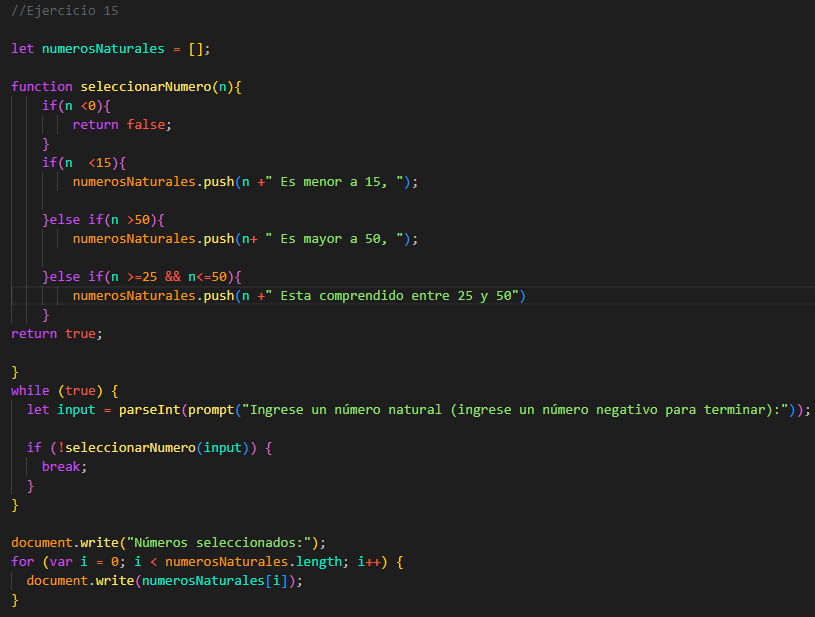 //Ejercicio 15
let numerosNaturales = [];
function seleccionarNumero(n){
if(n <0){
return false;
}
if(n  <15){
numerosNaturales.push(n +" Es menor a 15, ");
}else if(n >50){
numerosNaturales.push(n+ " Es mayor a 50, ");
}else if(n >=25 && n<=50){
numerosNaturales.push(n +" Esta comprendido entre 25 y 50")
}
return true;
}
while (true) {
let input = parseInt(prompt("Ingrese un número natural (ingrese un número negativo para terminar):"));
if (!seleccionarNumero(input)) {
break;
}
}
document.write("Números seleccionados:");
for (var i = 0; i < numerosNaturales.length; i++) {
document.write(numerosNaturales[i]);
}